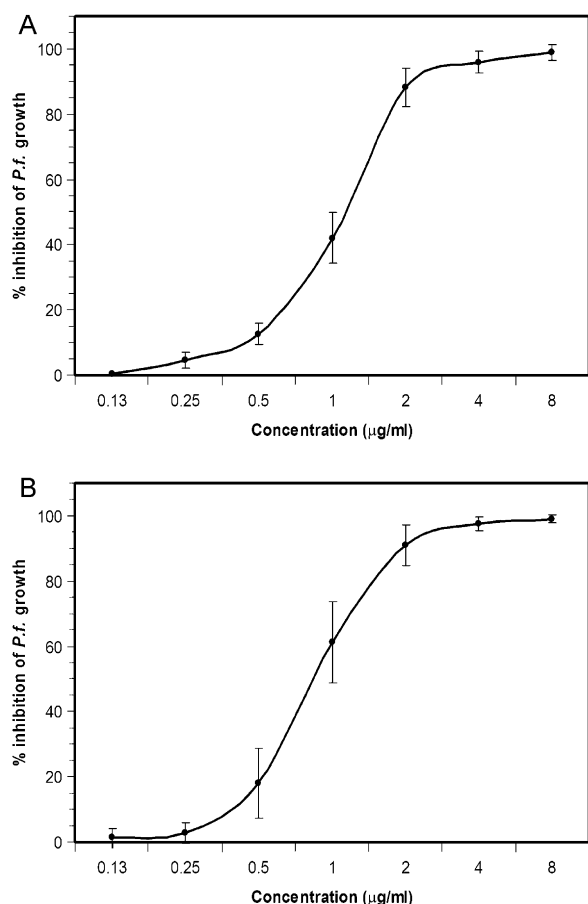 A
100
80
60
40
20
0
% inhibition of P.f. growth
0.13 0.25 0.5 1 2 4 8
Concentration (μg/ml)
B
100
80
60
40
20
0
% inhibition of P.f. growth
0.13 0.25 0.5 1 2 4 8
Concentration (μg/ml)